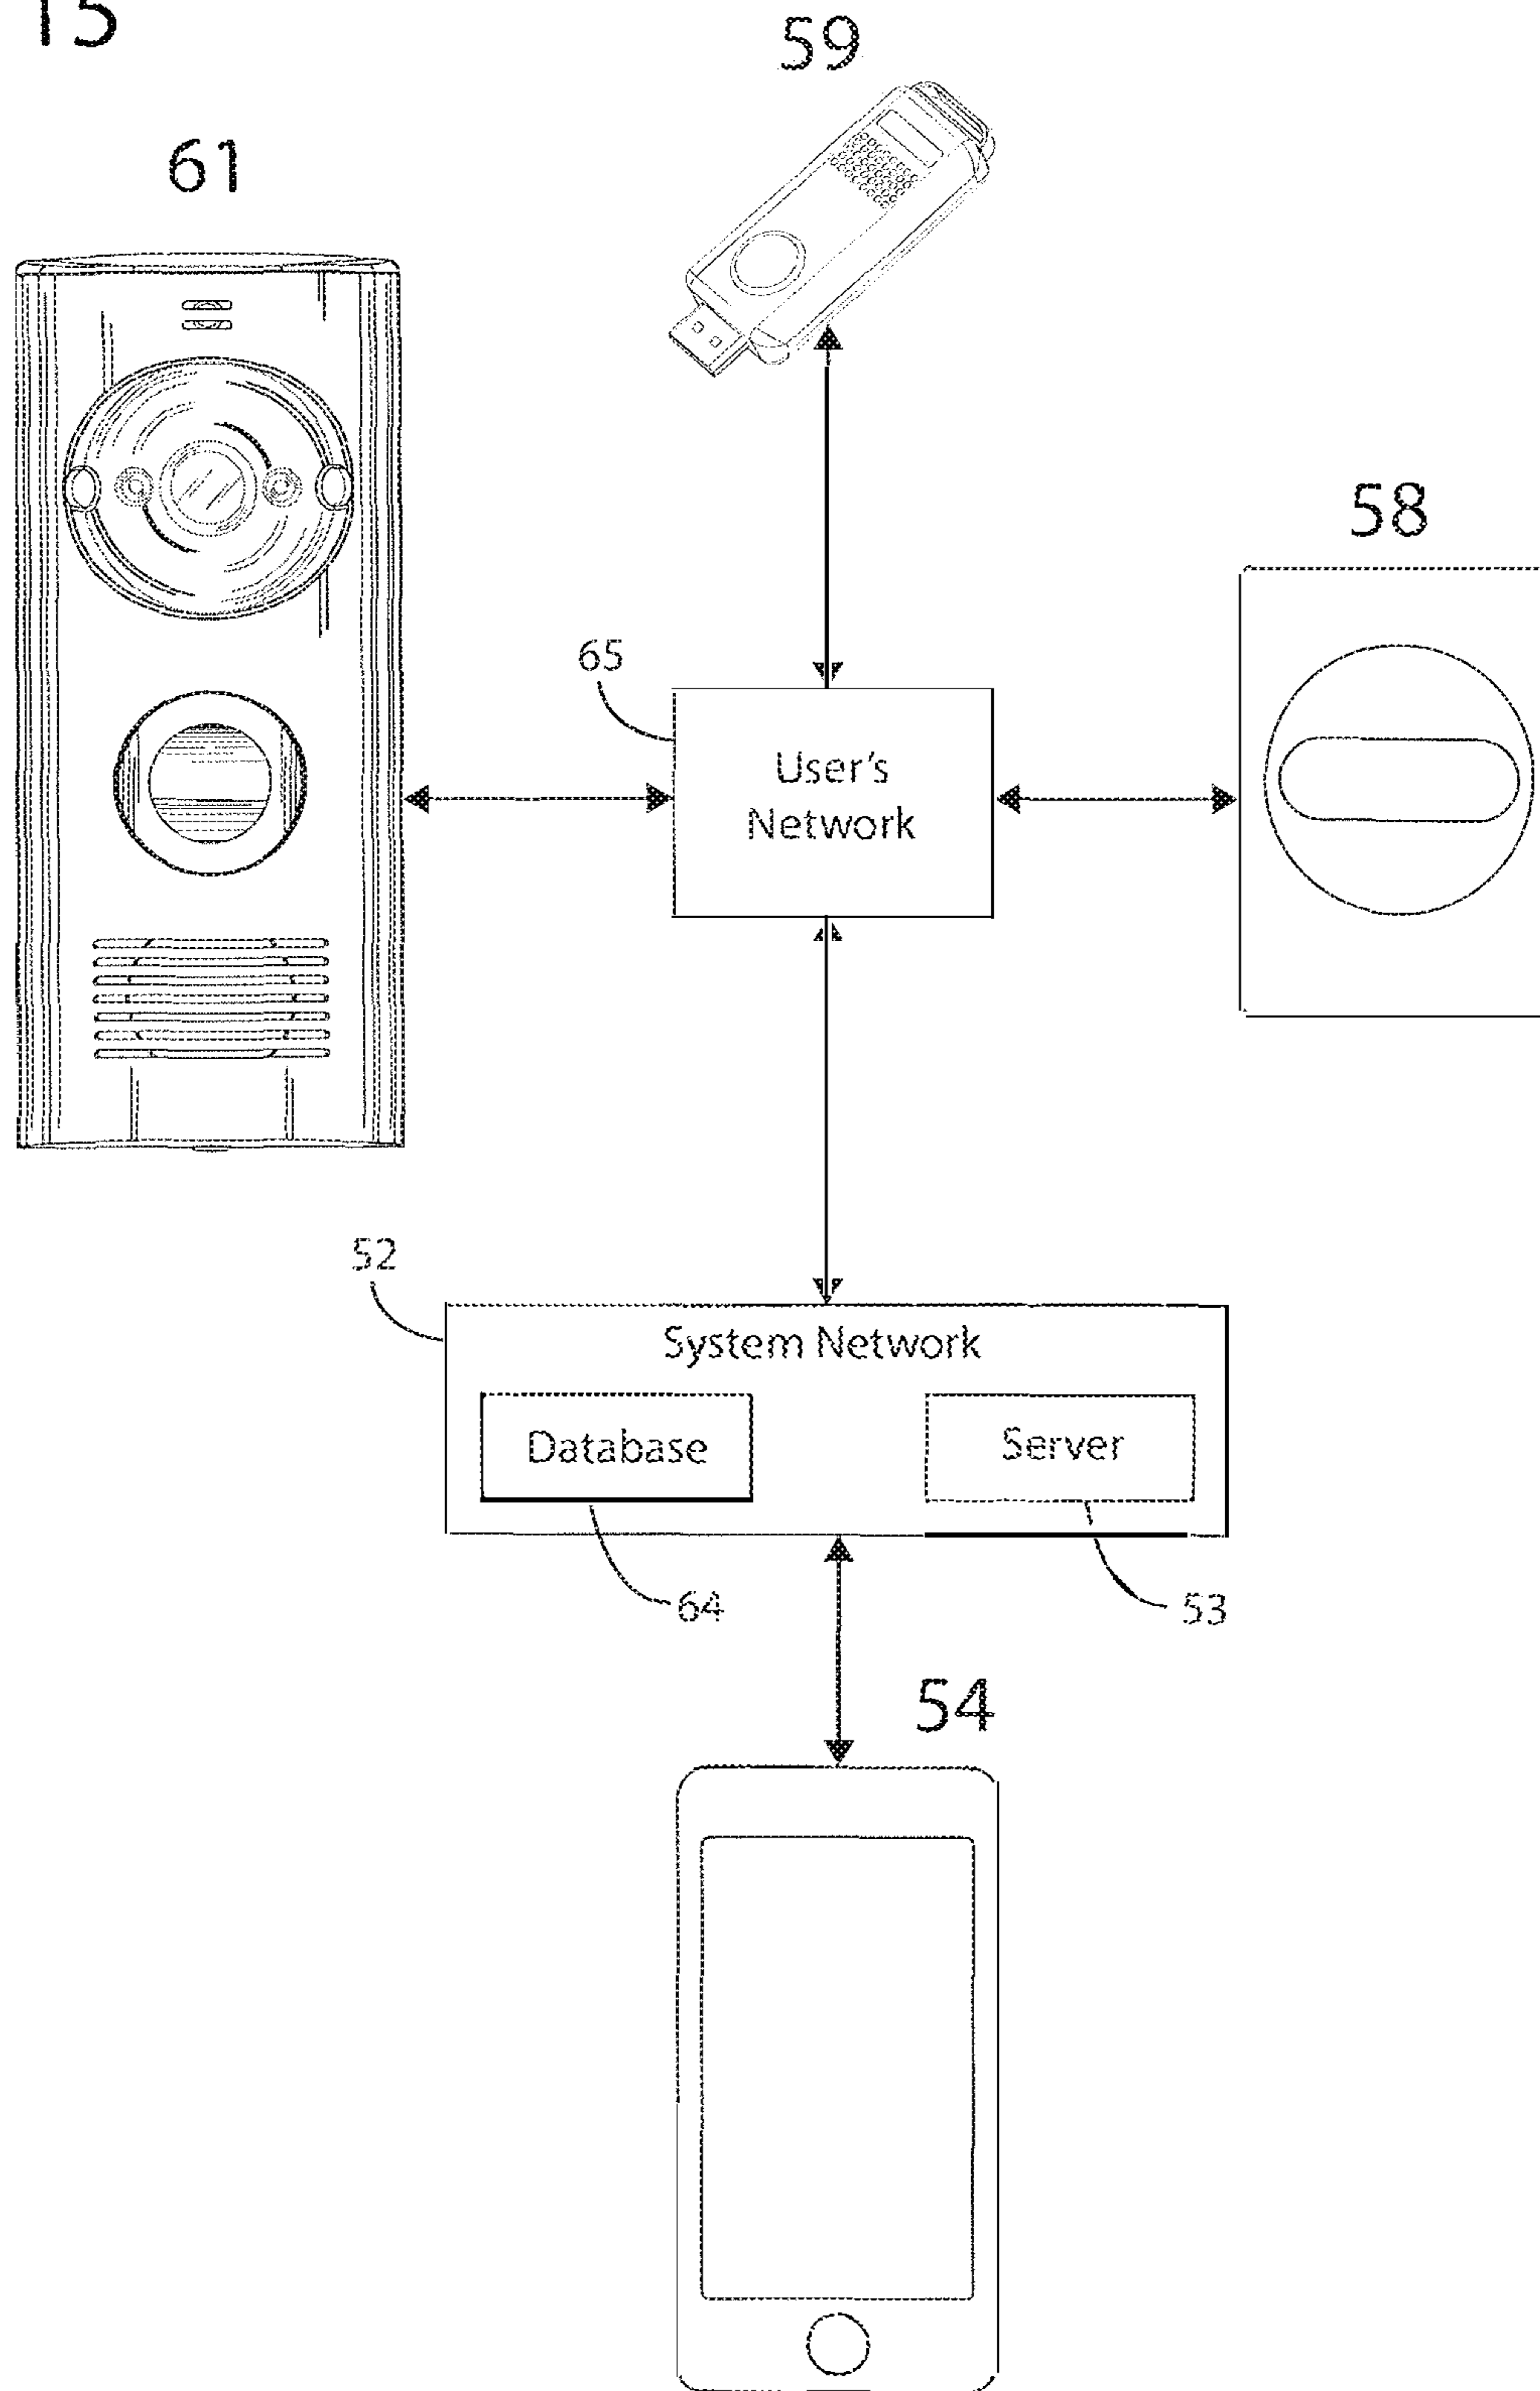 15
59
61
58
65
User's
Network
52
System Network
Database
Server
64
53
54